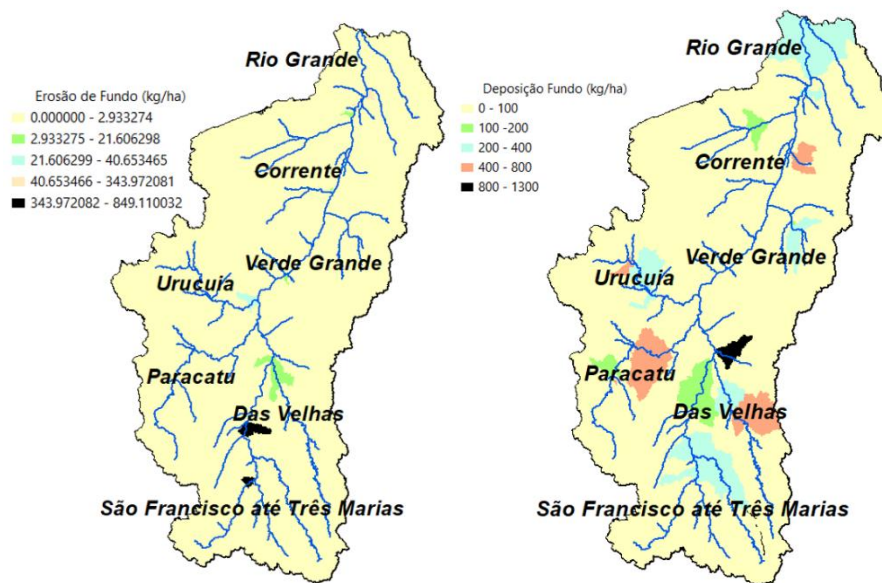 Rio Grande
Erosão de Fundo (kg/ha)
0.000000 - 2.933274
2.933275 - 21.606298
21.606299 - 40.653465
40.653466 - 343.972081
343.972082 - 849.110032
Corrente
Verde Grande
Urucuia
Paracatu
Das Velhas
São Francisco até Três Marias
Rio Grande
Deposição Fundo (kg/ha)
0 - 100
100 -200
200 - 400
400 - 800
800 - 1300
Corrente
Verde Grande
Urucuia
Paracatu
Das Velhas
São Francisco até Três Marias